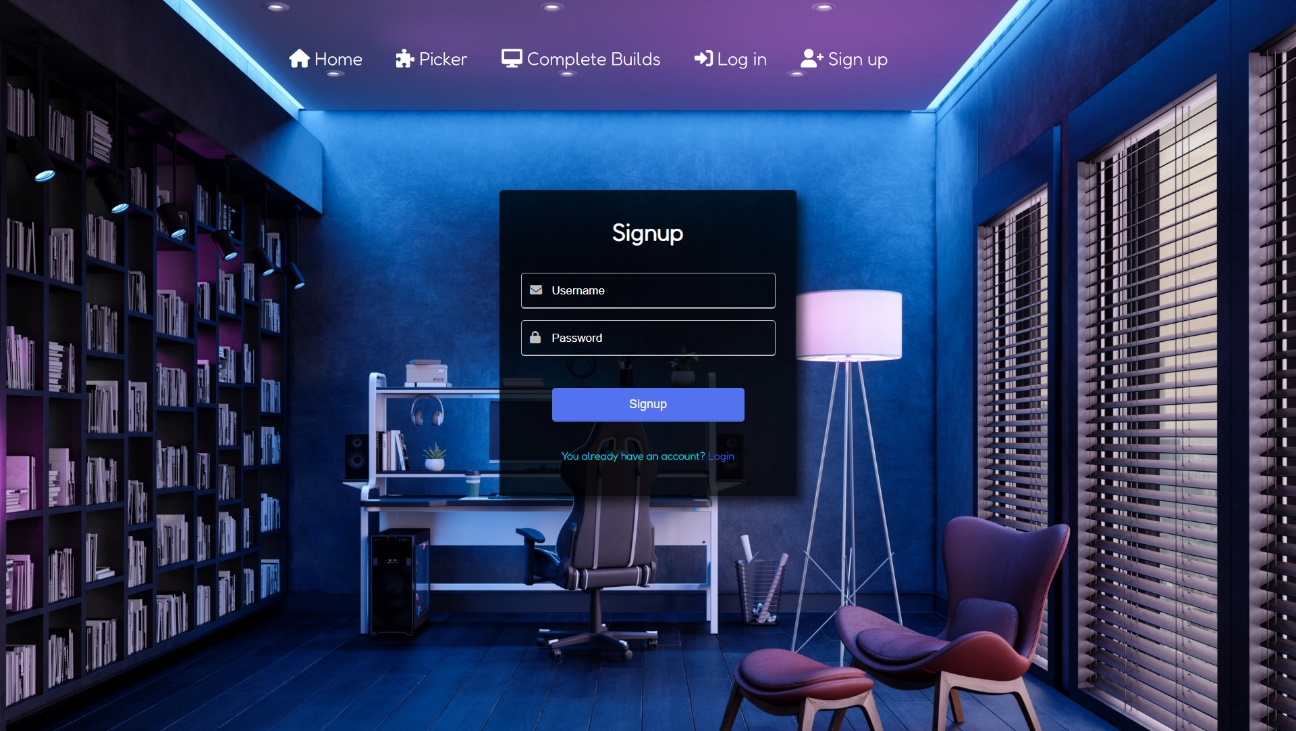 Home Picker Complete Builds Log in Sign up
Signup
Username
Password
Signup
You already have an account? Login